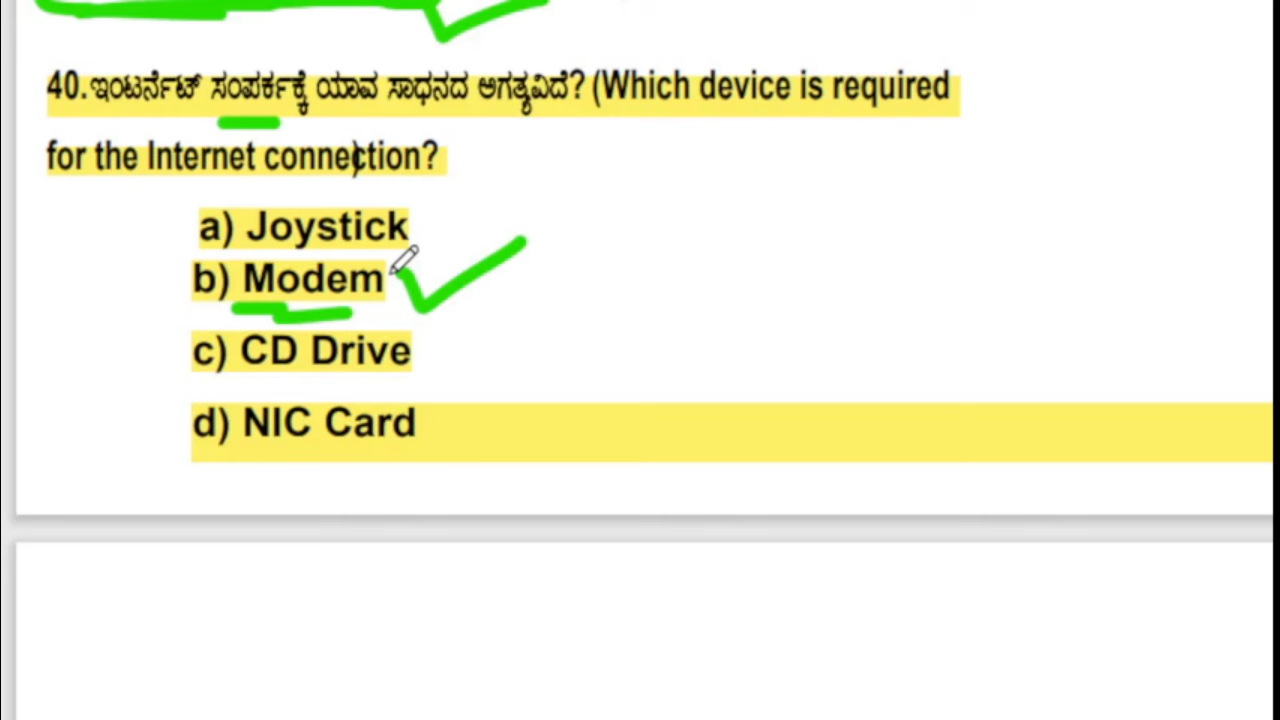 40.ಇಂಟರ್ನೆಟ್ ಸಂಪರ್ಕಕ್ಕೆ ಯಾವ ಸಾಧನದ ಅಗತ್ಯವಿದೆ? (Which device is required
for the Internet connection?
a) Joystick
b) Modem
c) CD Drive
d) NIC Card